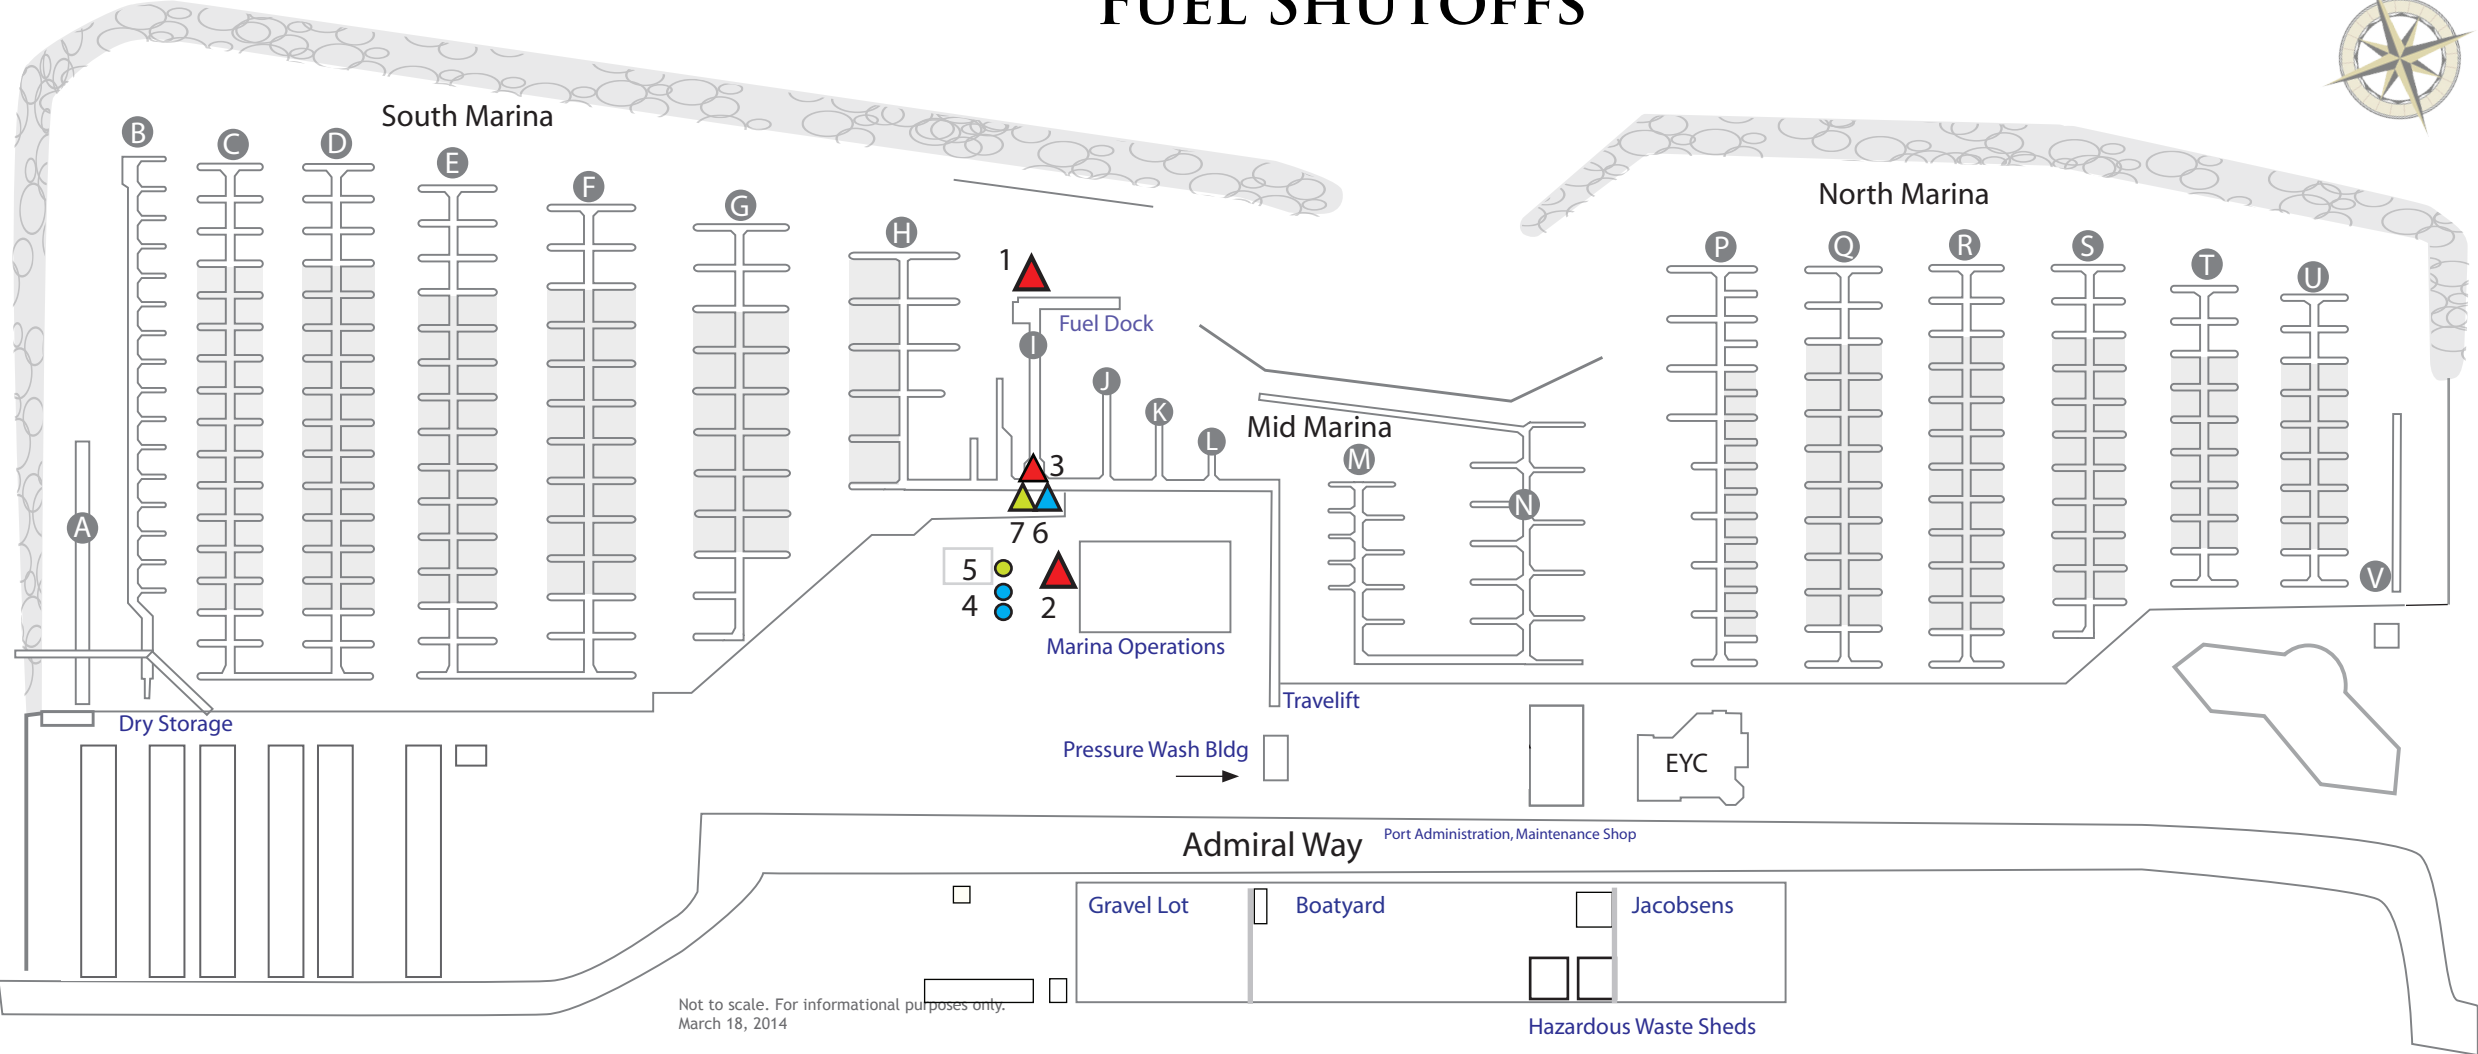 FUEL SHUTOFFS
South Marina
North Marina
B
C
D
E
F
G
H
1
P
Q
R
S
T
U
Fuel Dock
I
J
K
L
Mid Marina
M
3
N
A
7 6
5
4
2
V
Marina Operations
Travelift
Dry Storage
Pressure Wash Bldg
EYC
Admiral Way
Port Administration, Maintenance Shop
Gravel Lot
Boatyard
Jacobsens
Not to scale. For informational purposes only.
March 18, 2014
Hazardous Waste Sheds